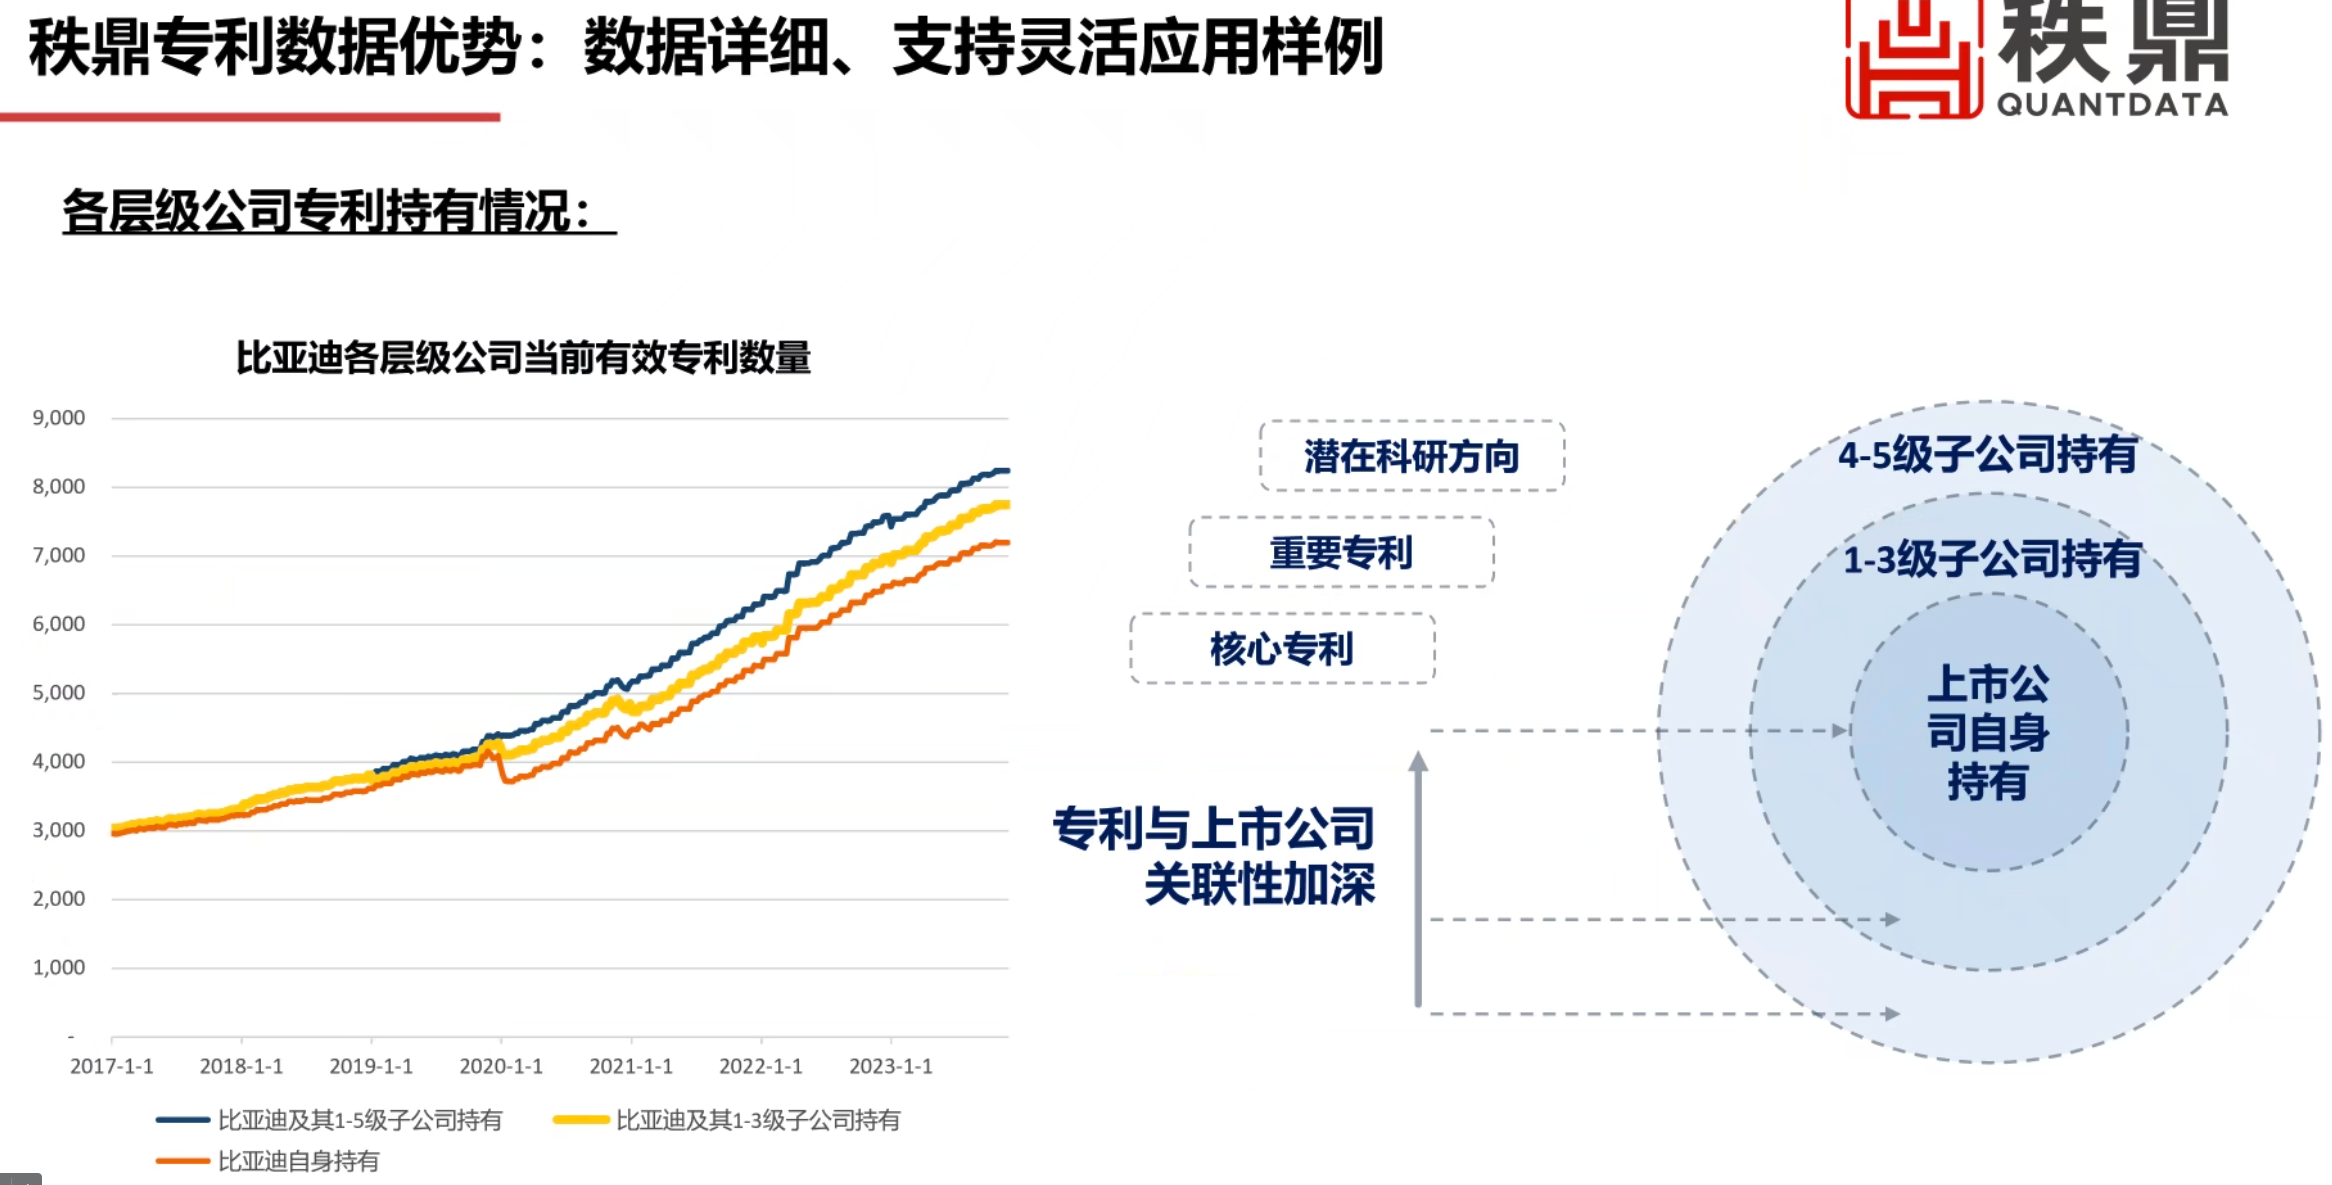 秩鼎专利数据优势：数据详细、支持灵活应用样例
秩鼎
QUANTDATA
各层级公司专利持有情况：
比亚迪各层级公司当前有效专利数量
9,000
8,000
7,000
6,000
5,000
4,000
3,000
2,000
1,000
-
2017-1-1 2018-1-1 2019-1-1 2020-1-1 2021-1-1 2022-1-1 2023-1-1
比亚迪及其1-5级子公司持有 比亚迪及其1-3级子公司持有
比亚迪自身持有
潜在科研方向
重要专利
核心专利
专利与上市公司
关联性加深
4-5级子公司持有
1-3级子公司持有
上市公
司自身
持有